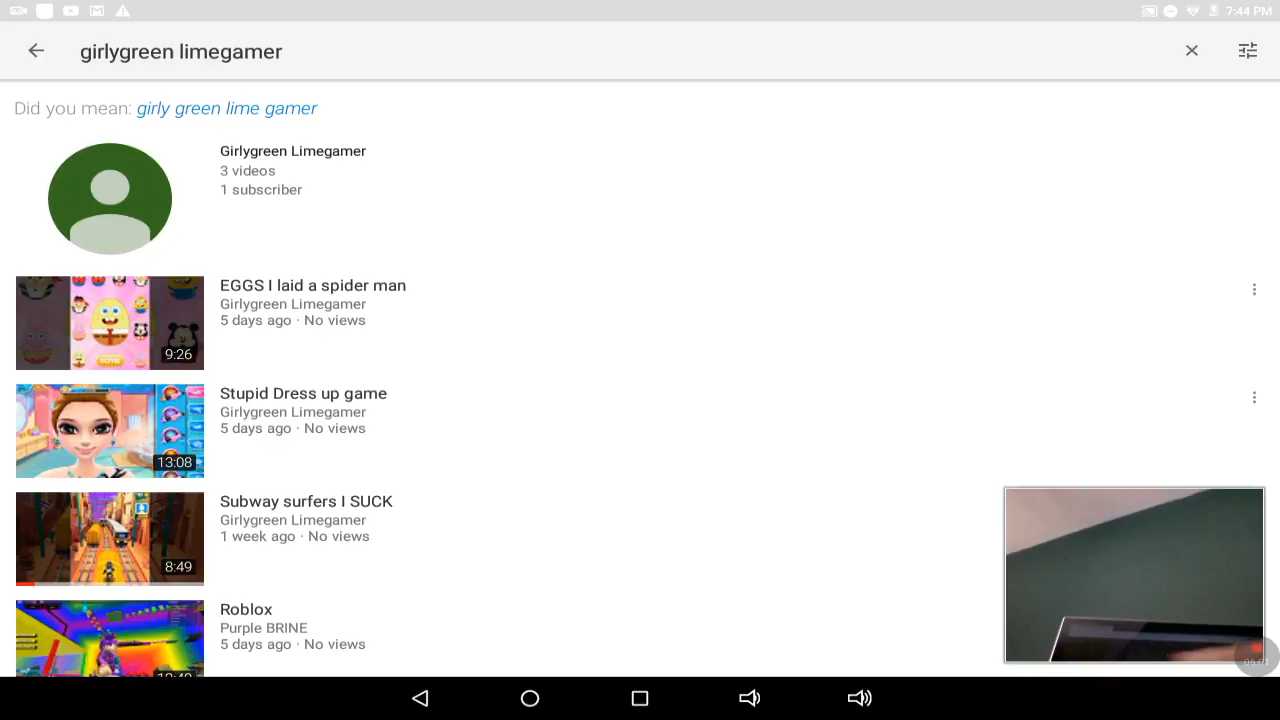 7:44 PM
girlygreen limegamer
Did you mean: girly green lime gamer
Girlygreen Limegamer
3 videos
1 subscriber
EGGS I laid a spider man
Girlygreen Limegamer
5 days ago · No views
9:26
Stupid Dress up game
Girlygreen Limegamer
5 days ago · No views
13:08
Subway surfers I SUCK
Girlygreen Limegamer
1 week ago · No views
8:49
Roblox
Purple BRINE
5 days ago · No views